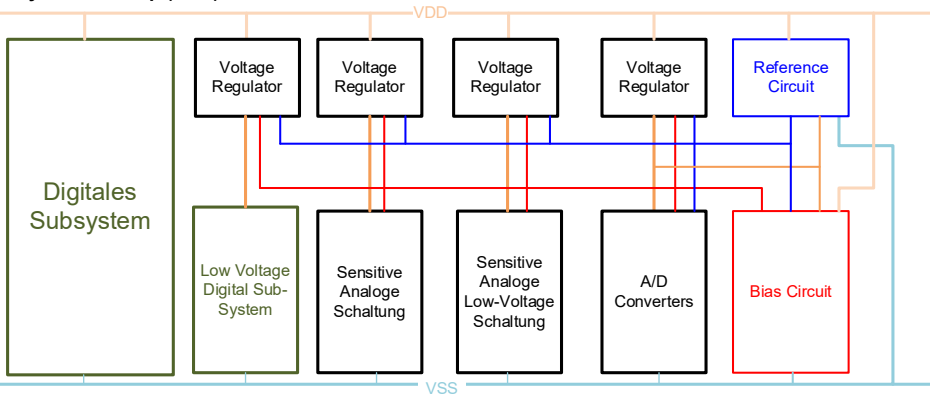 VDD
Digitales
Subsystem
Voltage
Regulator
Voltage
Regulator
Voltage
Regulator
Voltage
Regulator
Reference
Circuit
Low Voltage
Digital Sub-
System
Sensitive
Analoge
Schaltung
Sensitive
Analoge
Low-Voltage
Schaltung
A/D
Converters
Bias Circuit
VSS